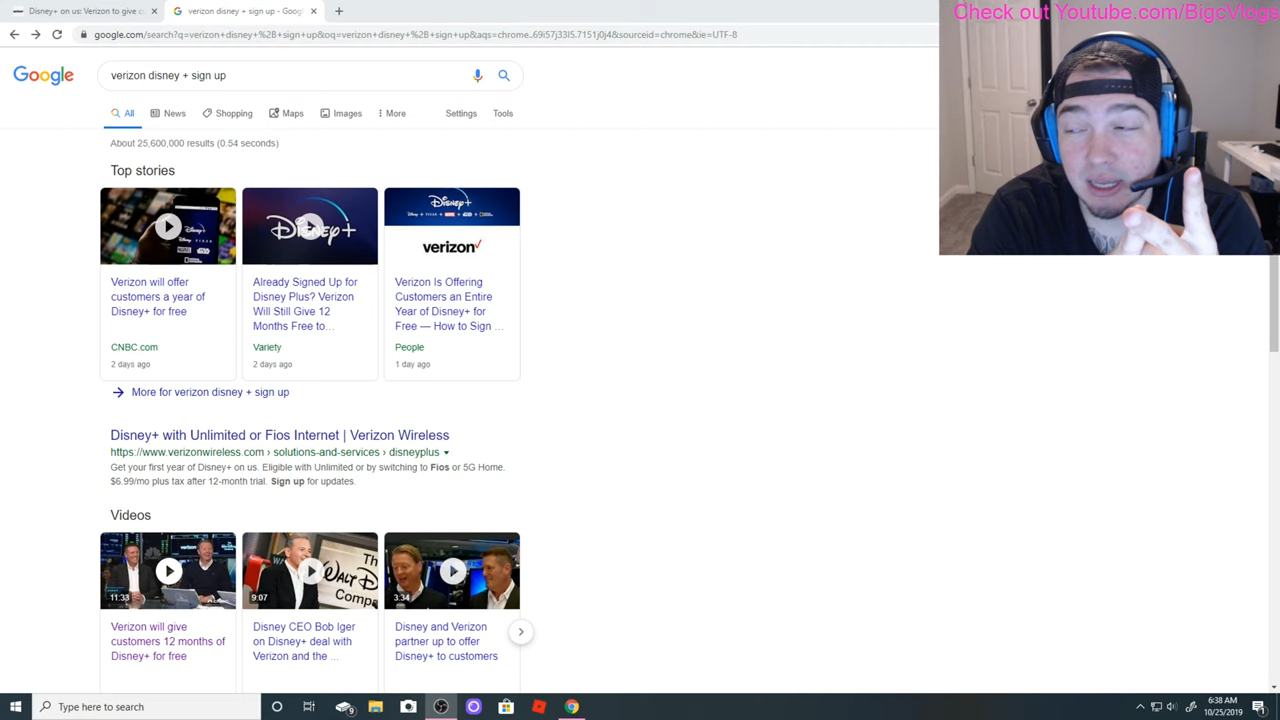 Disney+ on us: Verizon to give cu
verizon disney + sign up - Googl
Check out Youtube.com/BigcVlogs
google.com/search?q=verizon+disney+%2B+sign+up&oq=verizon+disney+%2B+sign+up&aqs=chrome..69i57j33l5.7151j0j4&sourceid=chrome&ie=UTF-8
Google
verizon disney + sign up
All News Shopping Maps Images More Settings Tools
About 25,600,000 results (0.54 seconds)
Top stories
Disney+
Disney+
verizon✓
Verizon will offer
customers a year of
Disney+ for free
CNBC.com
2 days ago
Already Signed Up for
Disney Plus? Verizon
Will Still Give 12
Months Free to…
Variety
2 days ago
Verizon Is Offering
Customers an Entire
Year of Disney+ for
Free — How to Sign …
People
1 day ago
More for verizon disney + sign up
Disney+ with Unlimited or Fios Internet | Verizon Wireless
https://www.verizonwireless.com › solutions-and-services › disneyplus
Get your first year of Disney+ on us. Eligible with Unlimited or by switching to Fios or 5G Home.
$6.99/mo plus tax after 12-month trial. Sign up for updates.
Videos
11:33
9:07
3:34
Verizon will give
customers 12 months of
Disney+ for free
Disney CEO Bob Iger
on Disney+ deal with
Verizon and the ...
Disney and Verizon
partner up to offer
Disney+ to customers
Type here to search
9
6:38 AM
10/25/2019
1